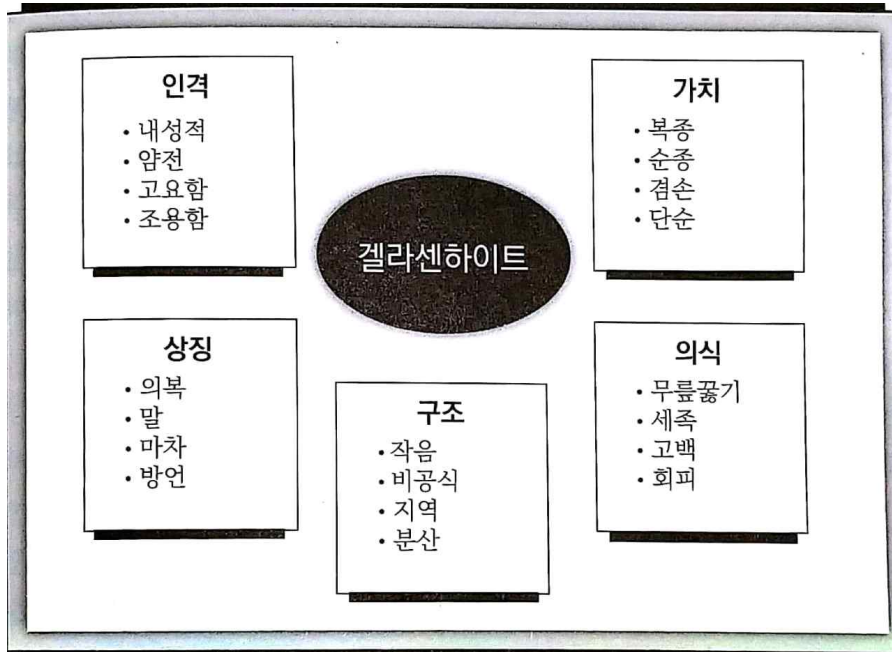 인격
• 내성적
• 얌전
• 고요함
• 조용함
가치
• 복종
• 순종
• 겸손
• 단순
겔라센하이트
상징
• 의복
• 말
• 마차
• 방언
구조
• 작음
• 비공식
• 지역
• 분산
의식
• 무릎꿇기
• 세족
• 고백
• 회피